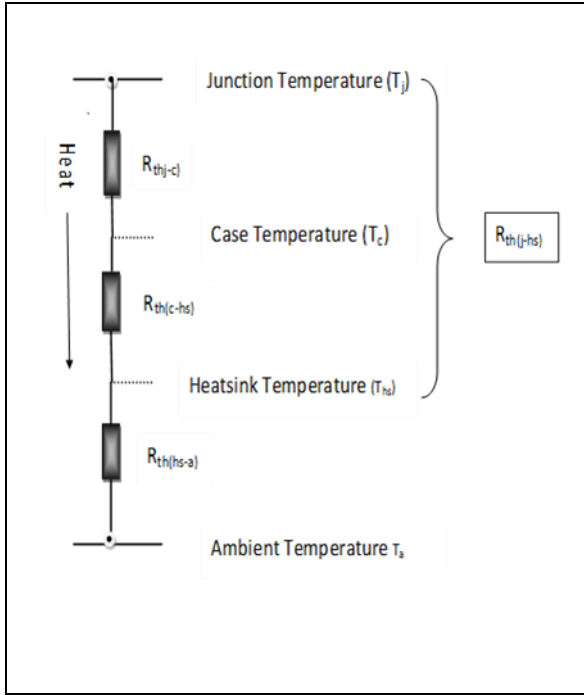 Junction Temperature (Tj)
Heat
Rthj-c)
Case Temperature (Tc)
Rth(j-hs)
Rth(c-hs)
Heatsink Temperature (Ths)
Rth(hs-a)
Ambient Temperature Ta